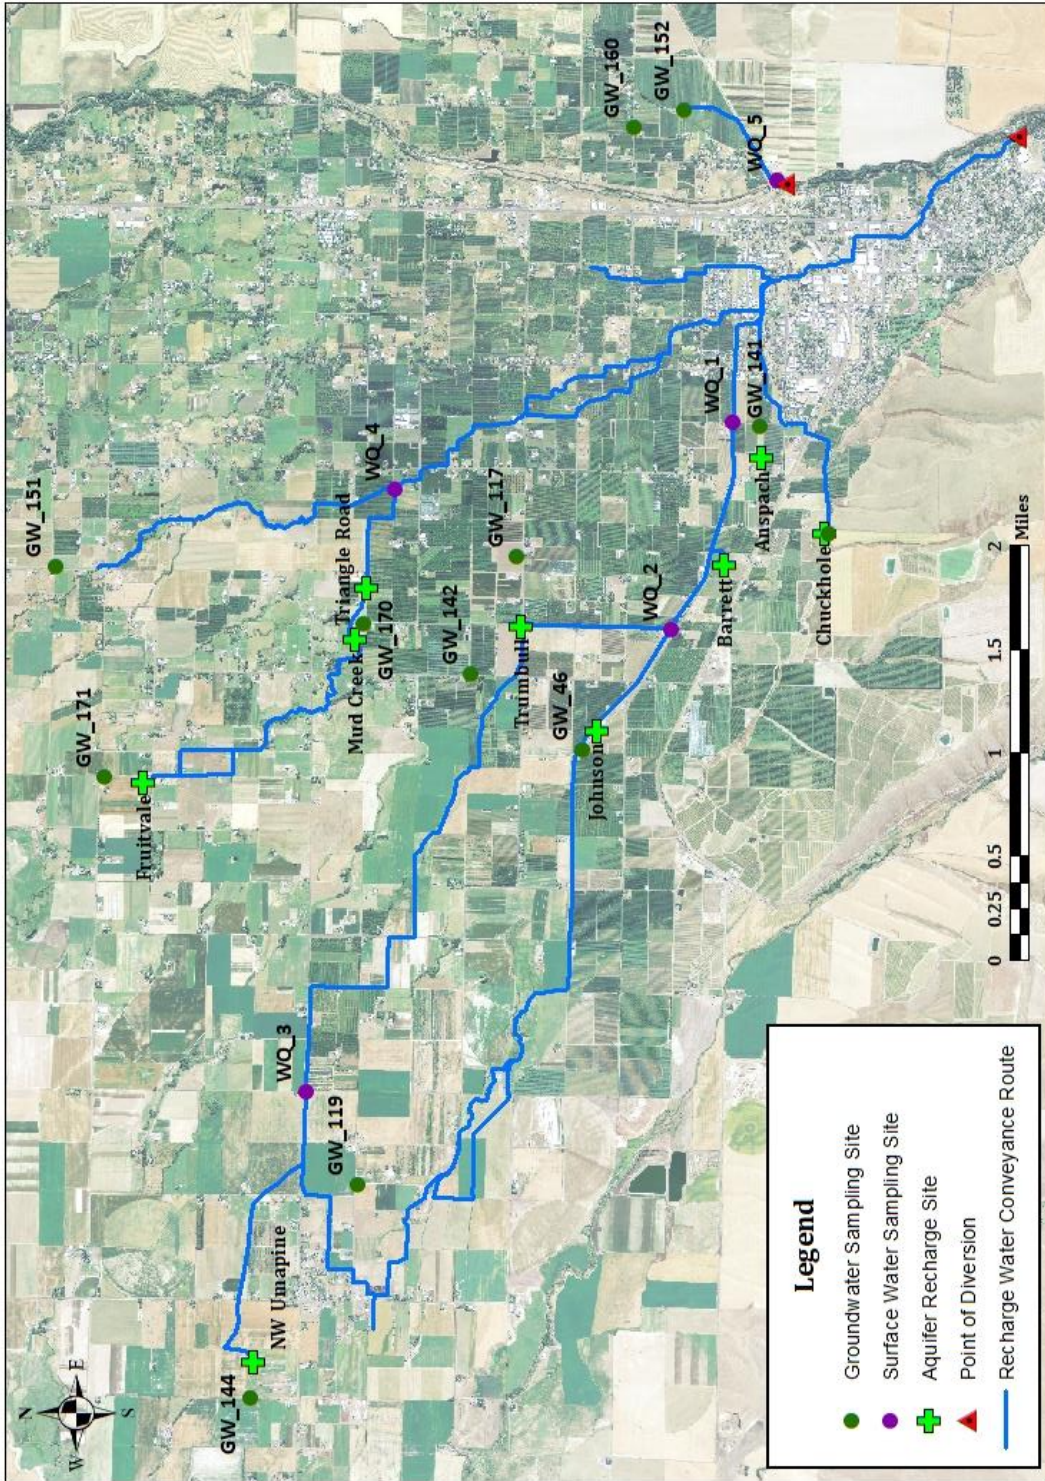 GW_151
GW_171
Fruitvale
WQ_4
Triangle Road
GW_170
Mud Creek
GW_160
GW_152
WQ_5
GW_117
GW_142
Trumbull
GW_46
Johnson
WQ_2
WQ_1
GW_141
Anspach
Barrett
Chuckhole
WQ_3
GW_119
NW Umapine
GW_144
N
W
E
S
0 0.25 0.5 1 1.5 2
Miles
Legend
Groundwater Sampling Site
Surface Water Sampling Site
Aquifer Recharge Site
Point of Diversion
Recharge Water Conveyance Route